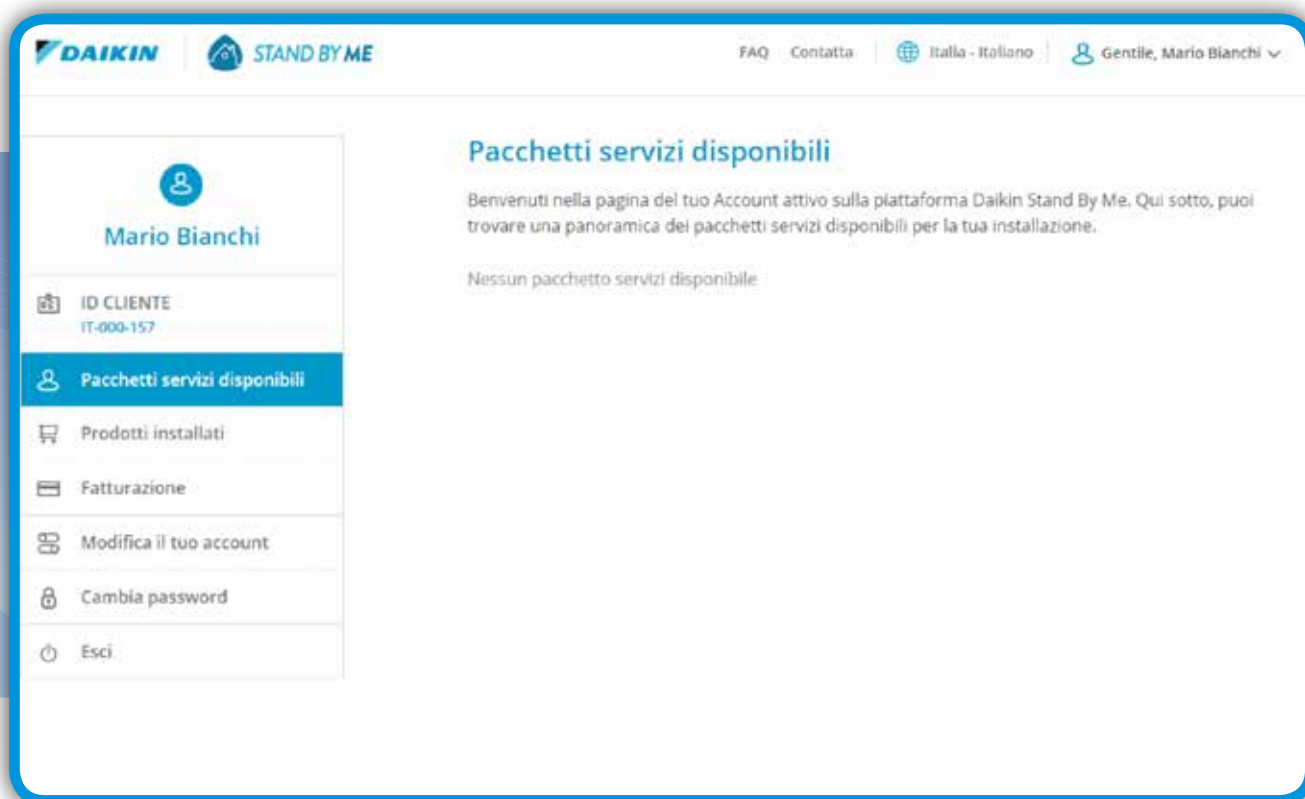 DAIKIN STAND BY ME FAQ Contatta Italia - Italiano Gentile, Mario Bianchi
Mario Bianchi
ID CLIENTE
IT-000-157
Pacchetti servizi disponibili
Prodotti installati
Fatturazione
Modifica il tuo account
Cambia password
Esci
Pacchetti servizi disponibili
Benvenuti nella pagina del tuo Account attivo sulla piattaforma Daikin Stand By Me. Qui sotto, puoi
trovare una panoramica dei pacchetti servizi disponibili per la tua installazione.
Nessun pacchetto servizi disponibile